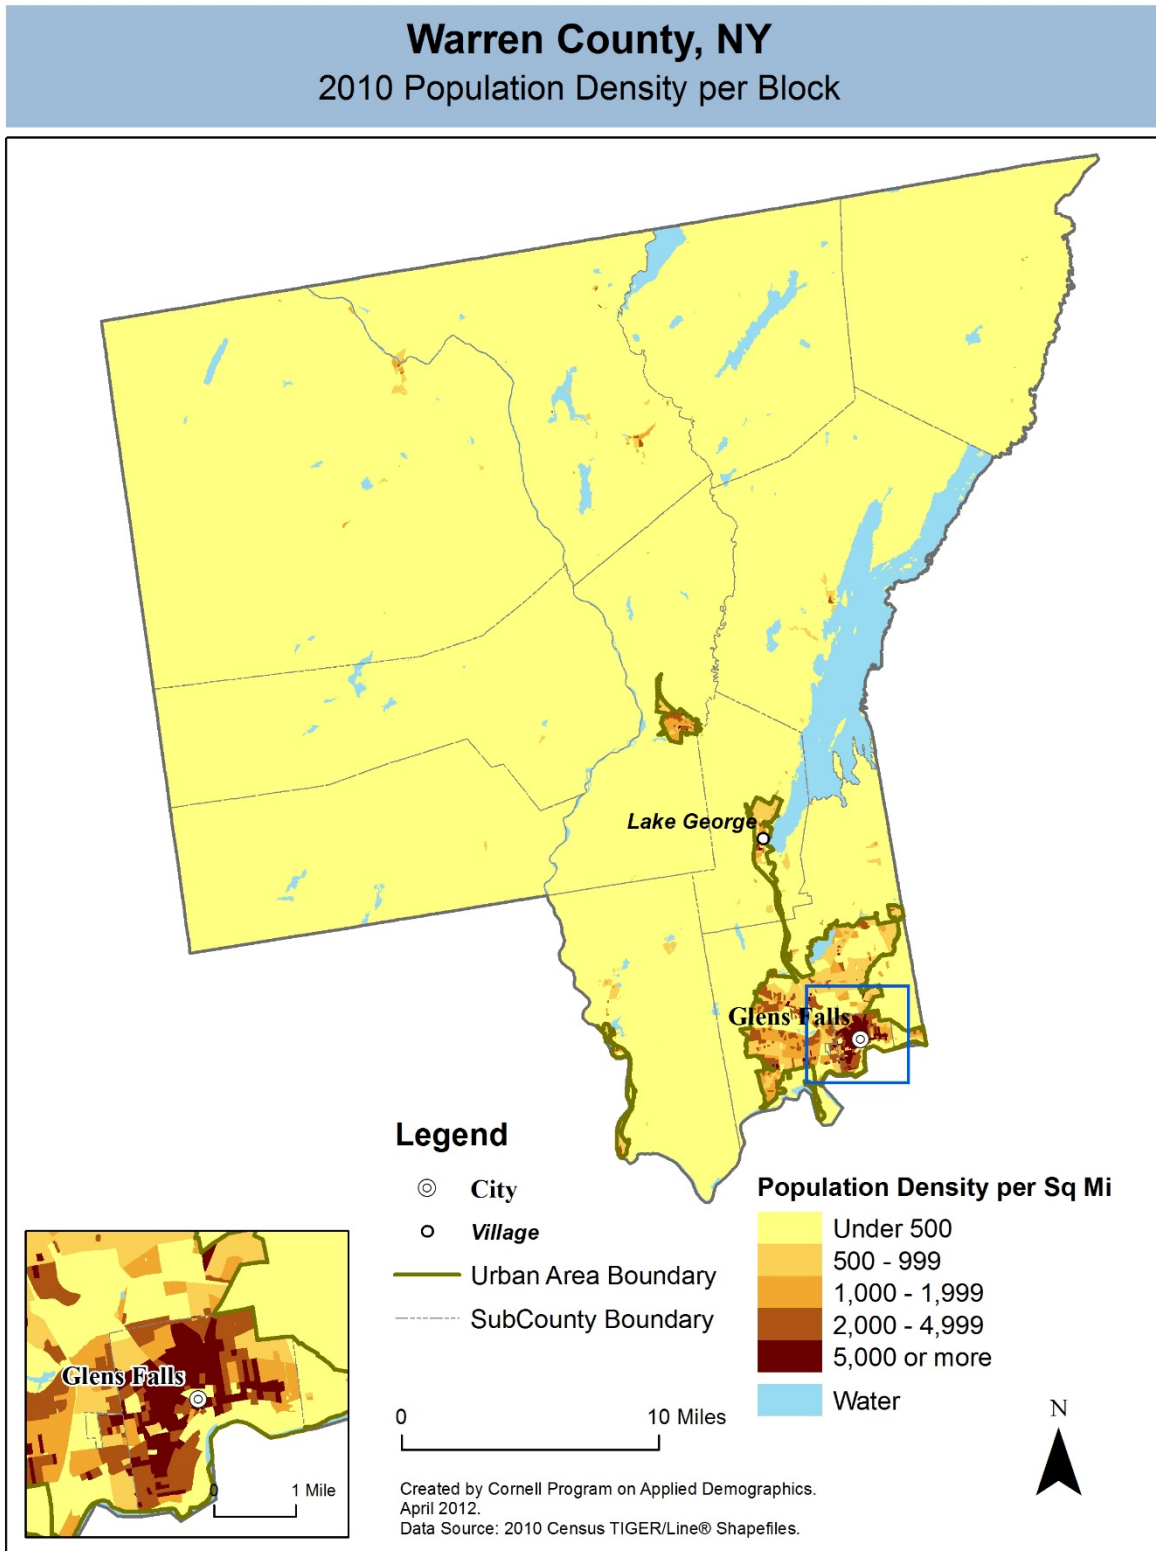 Warren County, NY
2010 Population Density per Block
Lake George
Glens Falls
Legend
City
Village
Urban Area Boundary
SubCounty Boundary
Population Density per Sq Mi
Under 500
500 - 999
1,000 - 1,999
2,000 - 4,999
5,000 or more
Water
Glens Falls
0 1 Mile
0 10 Miles
N
Created by Cornell Program on Applied Demographics.
April 2012.
Data Source: 2010 Census TIGER/Line® Shapefiles.